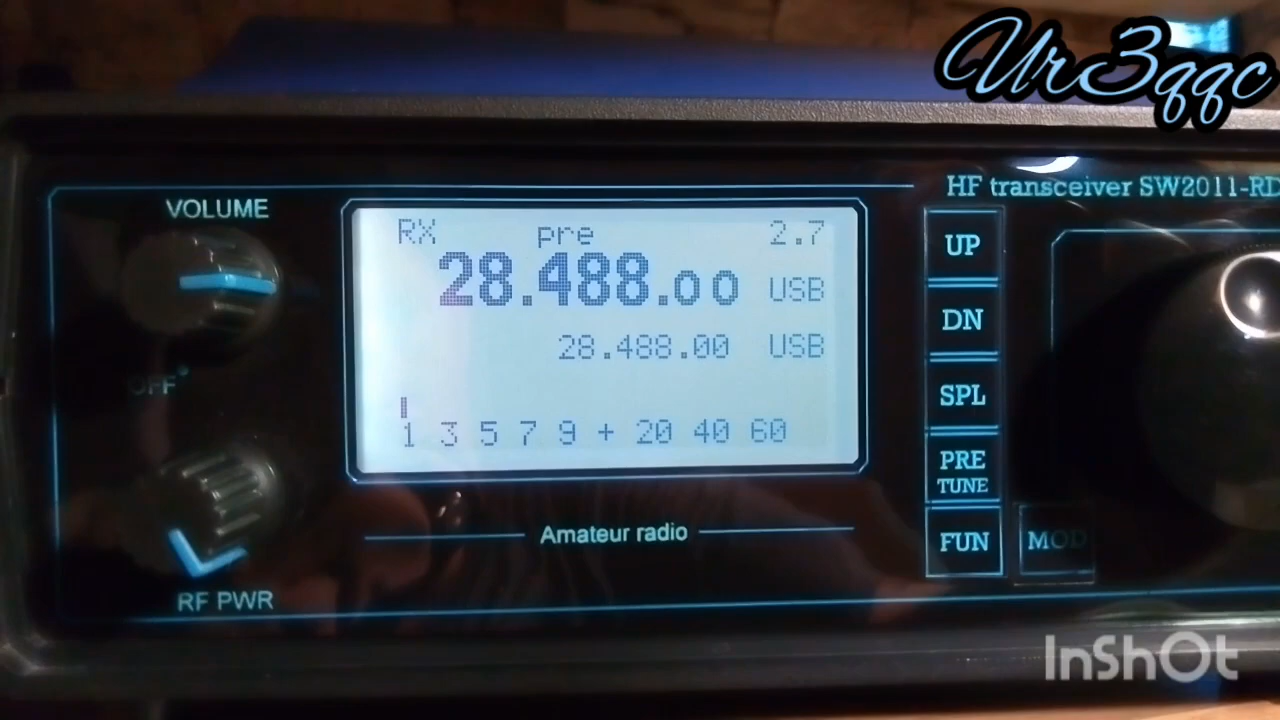 Ur3qqc
HF transceiver SW2011-RD
VOLUME
RX pre 2.7
28.488.00 USB
28.488.00 USB
1 3 5 7 9 + 20 40 60
OFF
RF PWR
Amateur radio
UP
DN
SPL
PRE
TUNE
FUN
MOD
InShOt